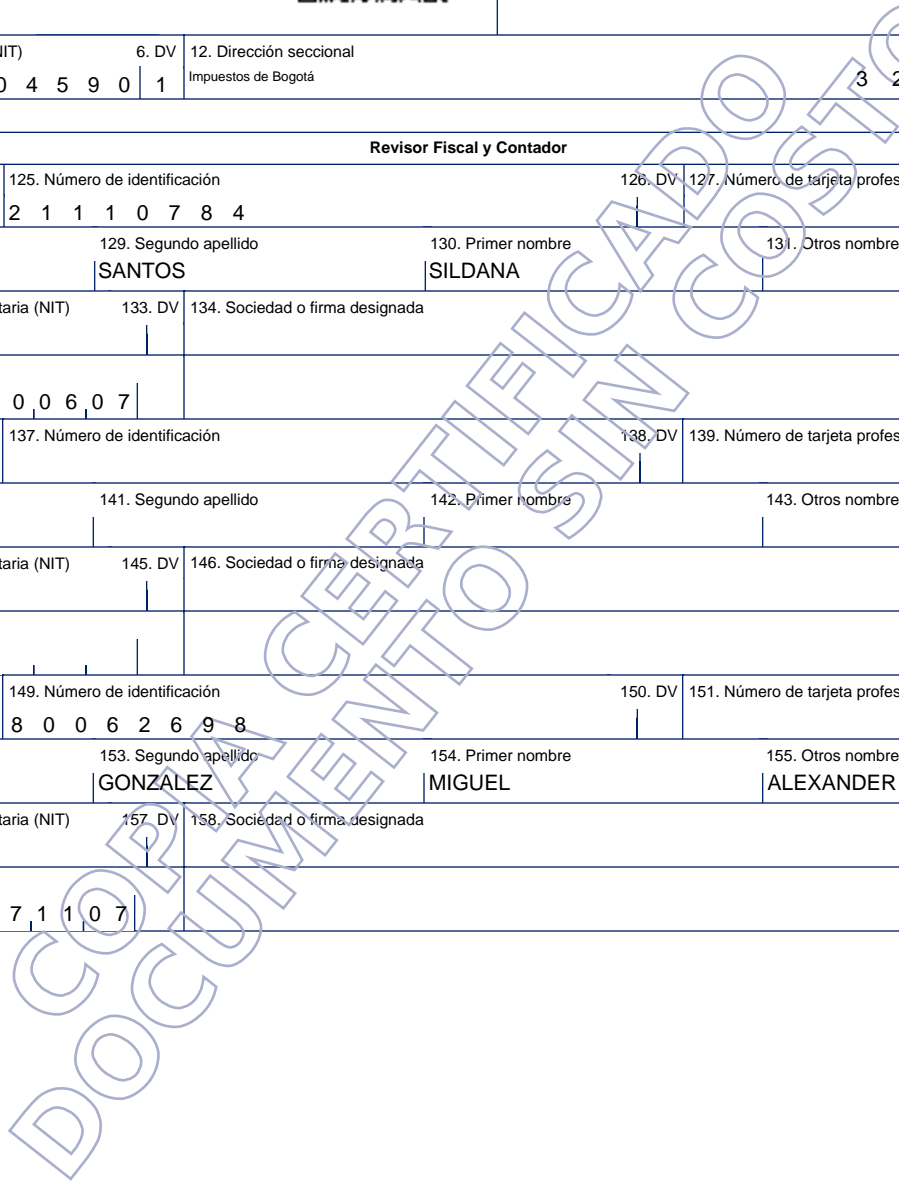 NIT) 6. DV 12. Dirección seccional
0 4 5 9 0 1 Impuestos de Bogotá 3 2
Revisor Fiscal y Contador
125. Número de identificación 126. DV 127. Número de tarjeta profes
2 1 1 1 0 7 8 4
129. Segundo apellido 130. Primer nombre 131. Otros nombre
SANTOS SILDANA
taria (NIT) 133. DV 134. Sociedad o firma designada
0 0 6 0 7
137. Número de identificación 138. DV 139. Número de tarjeta profes
141. Segundo apellido 142. Primer nombre 143. Otros nombre
taria (NIT) 145. DV 146. Sociedad o firma designada
149. Número de identificación 150. DV 151. Número de tarjeta profes
8 0 0 6 2 6 9 8
153. Segundo apellido 154. Primer nombre 155. Otros nombre
GONZALEZ MIGUEL ALEXANDER
taria (NIT) 157. DV 158. Sociedad o firma designada
7 1 1 0 7
COPIA CERTIFICADO
DOCUMENTO SIN COSTO